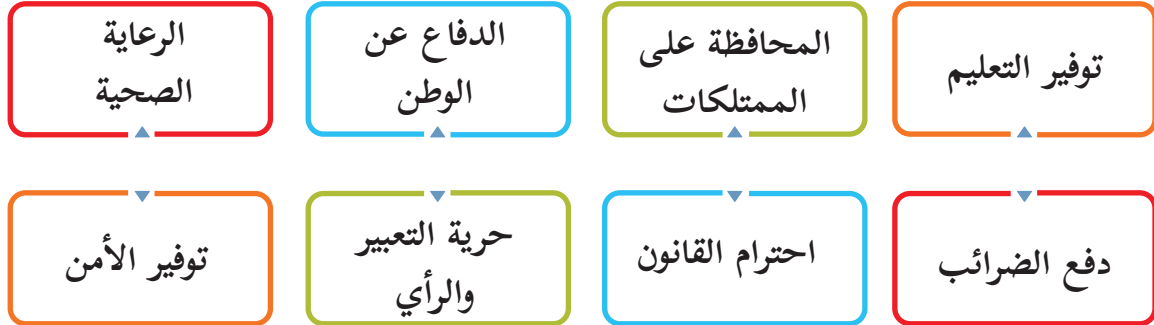 توفير التعليم
المحافظة على
الممتلكات
الدفاع عن
الوطن
الرعاية
الصحية
دفع الضرائب
احترام القانون
حرية التعبير
والرأي
توفير الأمن